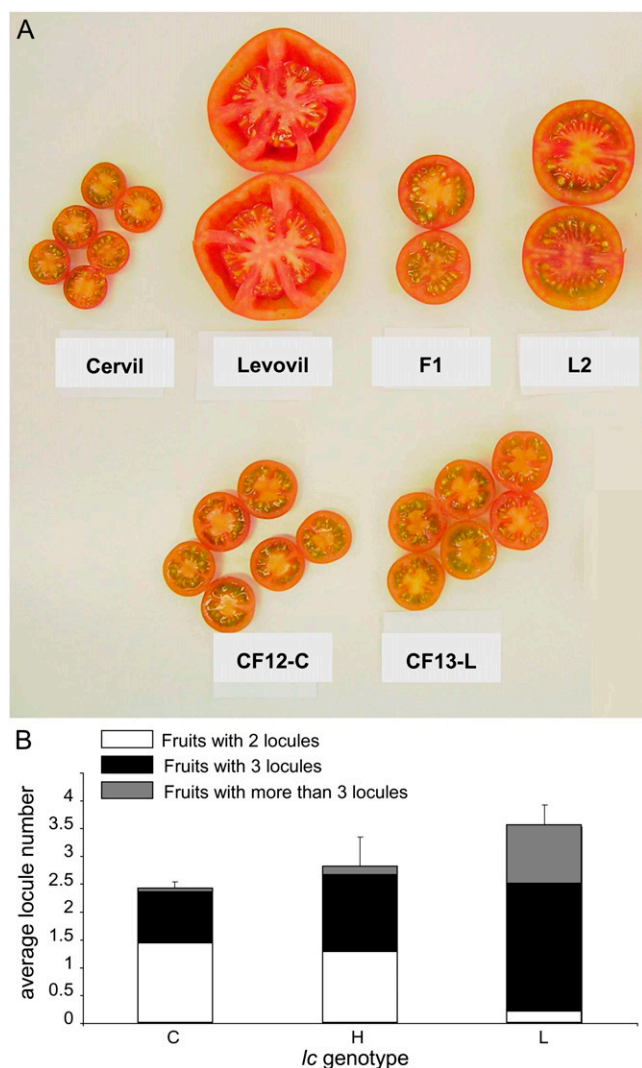 A
Cervil
Levovil
F1
L2
CF12-C
CF13-L
B
Fruits with 2 locules
Fruits with 3 locules
Fruits with more than 3 locules
average locule number
4
3.5
3
2.5
2
1.5
1
0.5
0
C
H
L
lc genotype